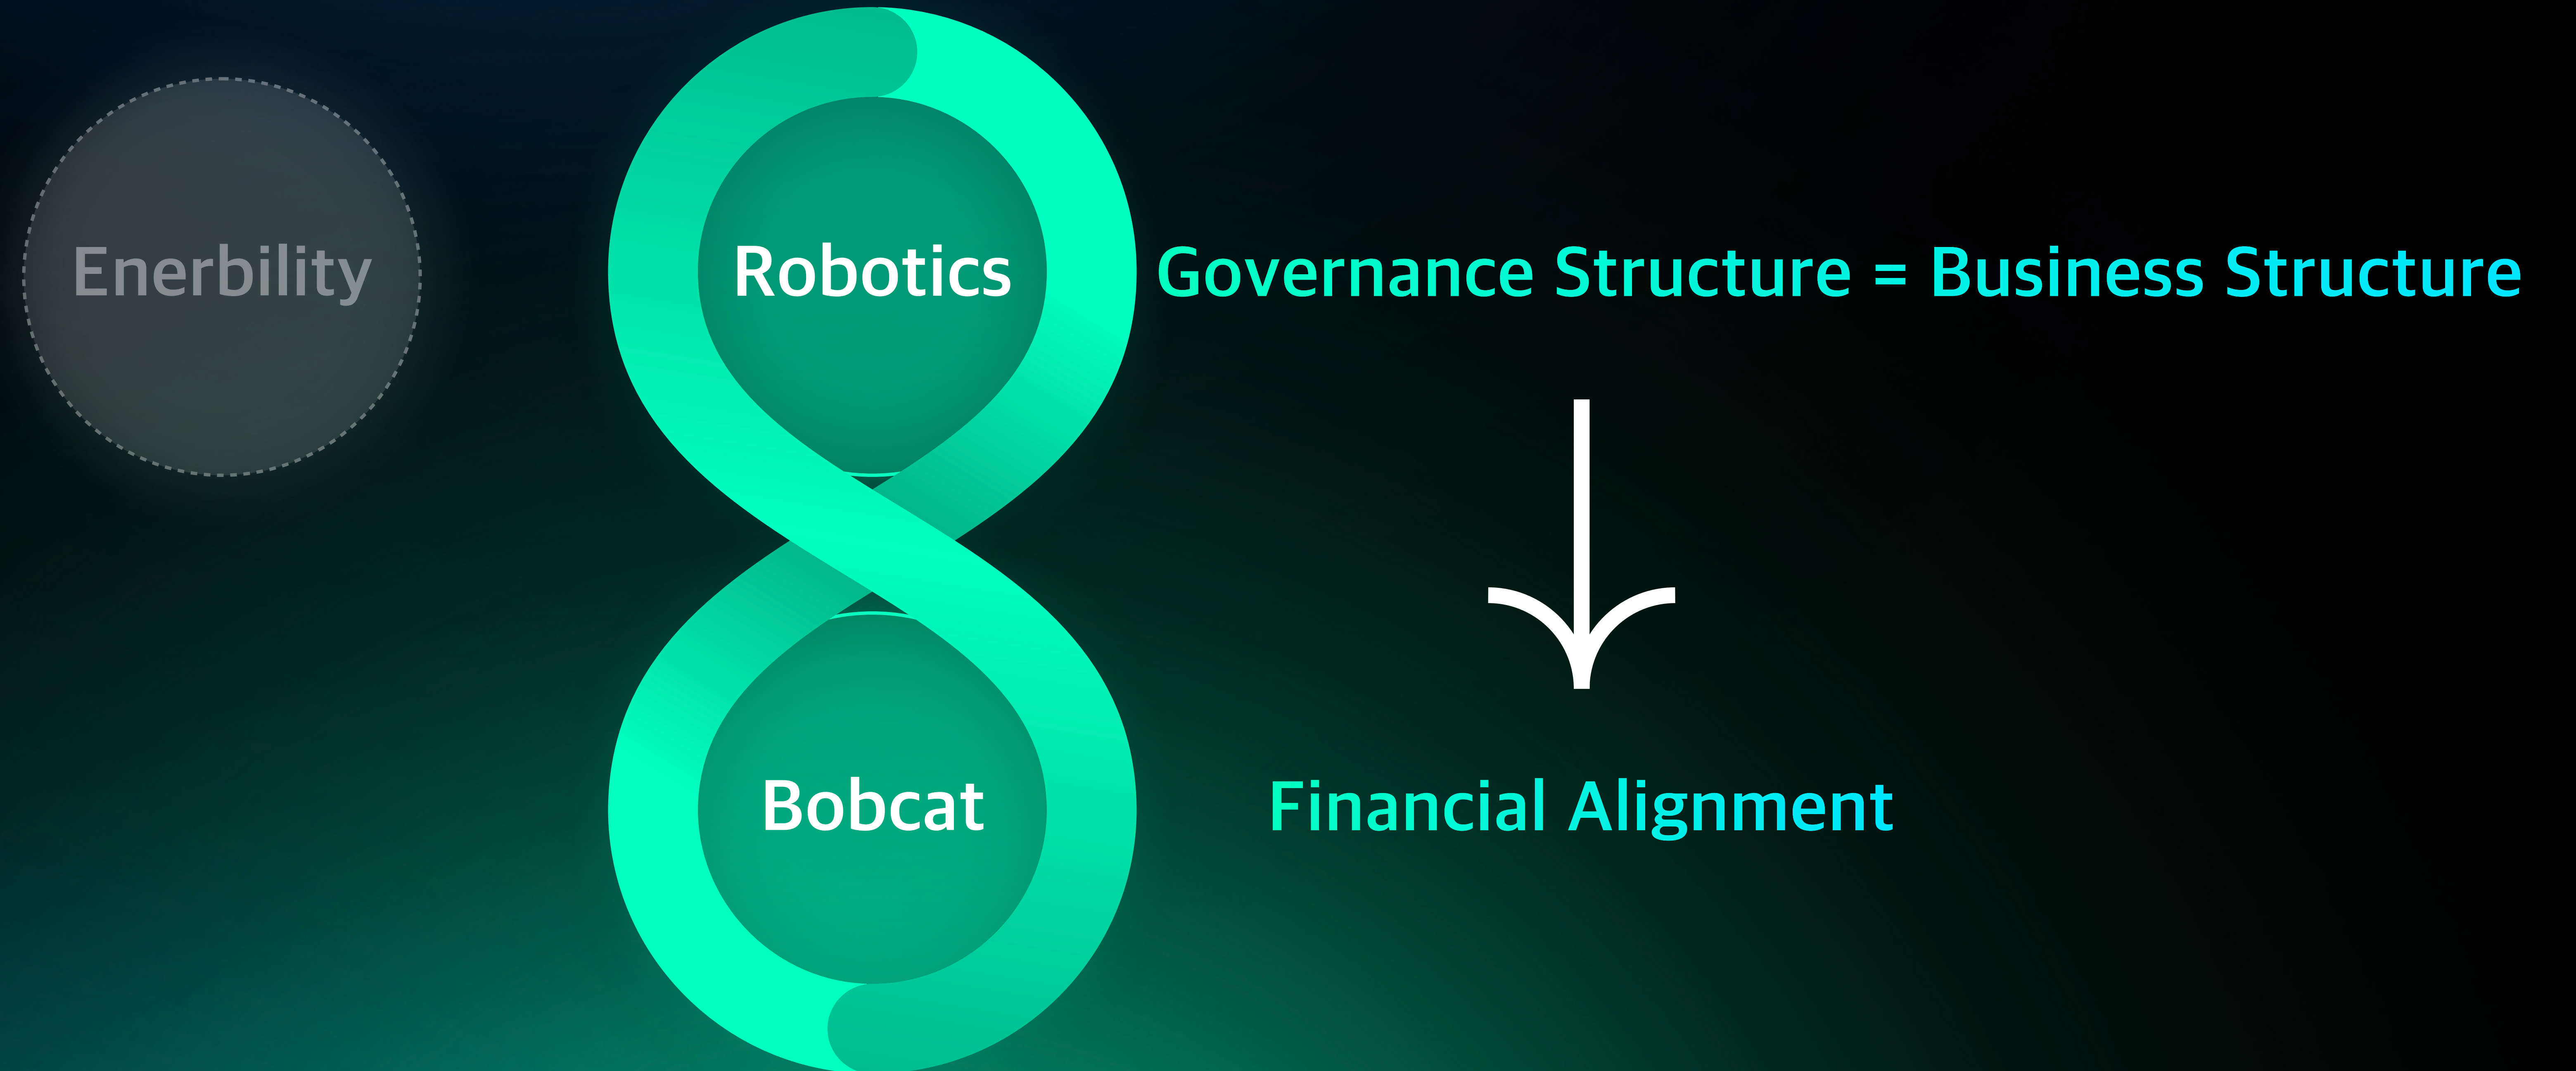 Enerbility
Robotics
Governance Structure = Business Structure
Bobcat
Financial Alignment